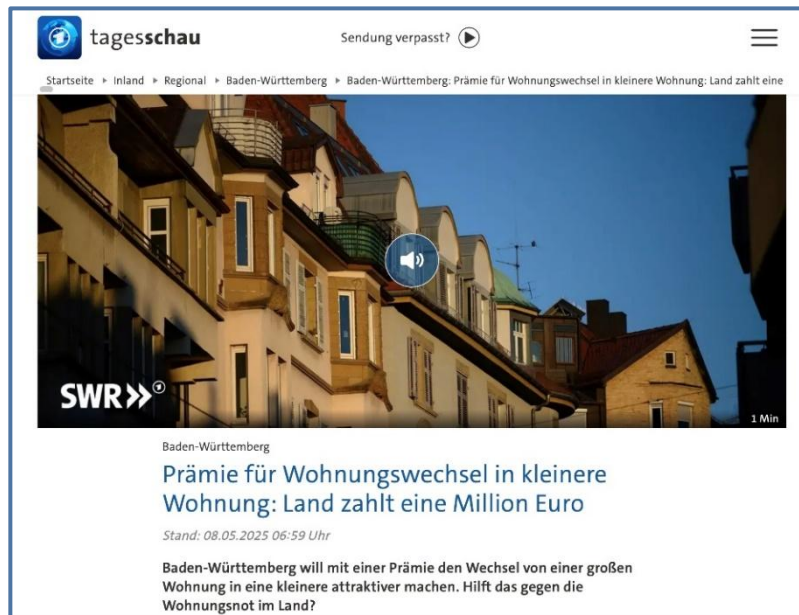 tagesschau
Sendung verpasst?
Startseite ▸ Inland ▸ Regional ▸ Baden-Württemberg ▸ Baden-Württemberg: Prämie für Wohnungswechsel in kleinere Wohnung: Land zahlt eine
SWR»
1 Min
Baden-Württemberg
Prämie für Wohnungswechsel in kleinere
Wohnung: Land zahlt eine Million Euro
Stand: 08.05.2025 06:59 Uhr
Baden-Württemberg will mit einer Prämie den Wechsel von einer großen
Wohnung in eine kleinere attraktiver machen. Hilft das gegen die
Wohnungsnot im Land?